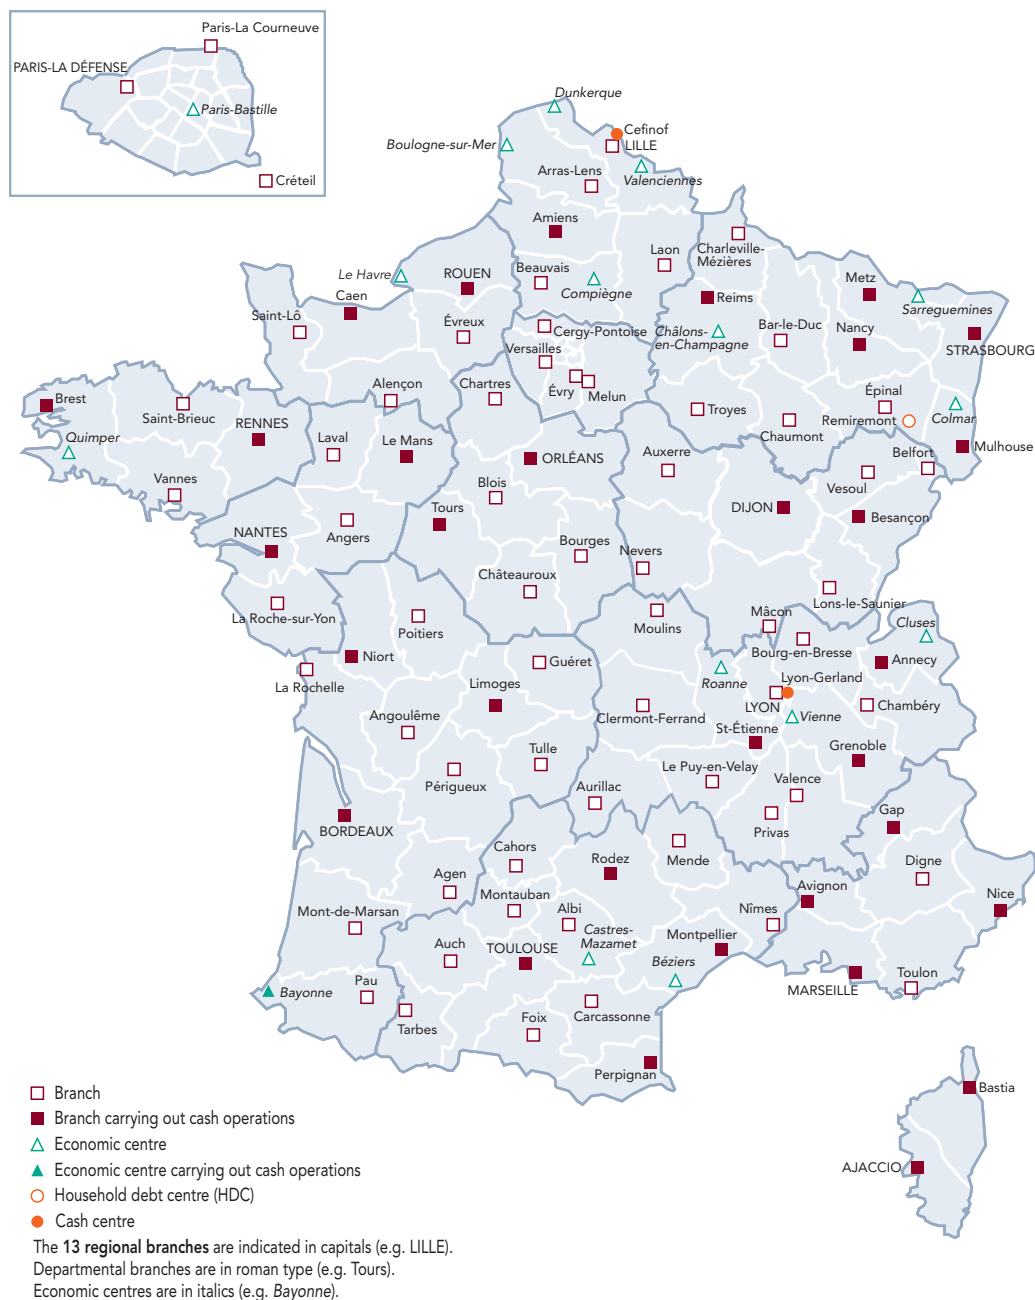 Paris-La Courneuve
PARIS-LA DÉFENSE
Paris-Bastille
Créteil
Dunkerque
Cefinof
LILLE
Boulogne-sur-Mer
Valenciennes
Arras-Lens
Amiens
Laon
Charleville-
Mézières
Le Havre
ROUEN
Beauvais
Compiègne
Metz
Caen
Reims
Sarreguemines
Saint-Lô
Évreux
Cergy-Pontoise
Châlons-
en-Champagne
Bar-le-Duc
Nancy
STRASBOURG
Versailles
Alençon
Chartres
Évry
Melun
Brest
Saint-Brieuc
RENNES
Troyes
Épinal
Remiremont
Colmar
Chaumont
Quimper
Laval
Le Mans
ORLÉANS
Auxerre
Belfort
Mulhouse
Vannes
Blois
Vesoul
Tours
DIJON
Besançon
NANTES
Angers
Bourges
Nevers
Châteauroux
La Roche-sur-Yon
Poitiers
Moulins
Mâcon
Lons-le-Saunier
Cluses
Bourg-en-Bresse
Niort
Guéret
Annecy
La Rochelle
Limoges
Roanne
Lyon-Gerland
LYON
Chambéry
Clermont-Ferrand
Vienne
Angoulême
St-Étienne
Tulle
Grenoble
Périgueux
Le Puy-en-Velay
Valence
Aurillac
Gap
BORDEAUX
Privas
Cahors
Rodez
Mende
Digne
Agen
Avignon
Nice
Montauban
Mont-de-Marsan
Albi
Nîmes
Castres-
Mazamet
Montpellier
Auch
TOULOUSE
Béziers
MARSEILLE
Toulon
Pau
Bayonne
Tarbes
Foix
Carcassonne
Perpignan
Bastia
AJACCIO
Branch
Branch carrying out cash operations
Economic centre
Economic centre carrying out cash operations
Household debt centre (HDC)
Cash centre
The 13 regional branches are indicated in capitals (e.g. LILLE).
Departmental branches are in roman type (e.g. Tours).
Economic centres are in italics (e.g. Bayonne).